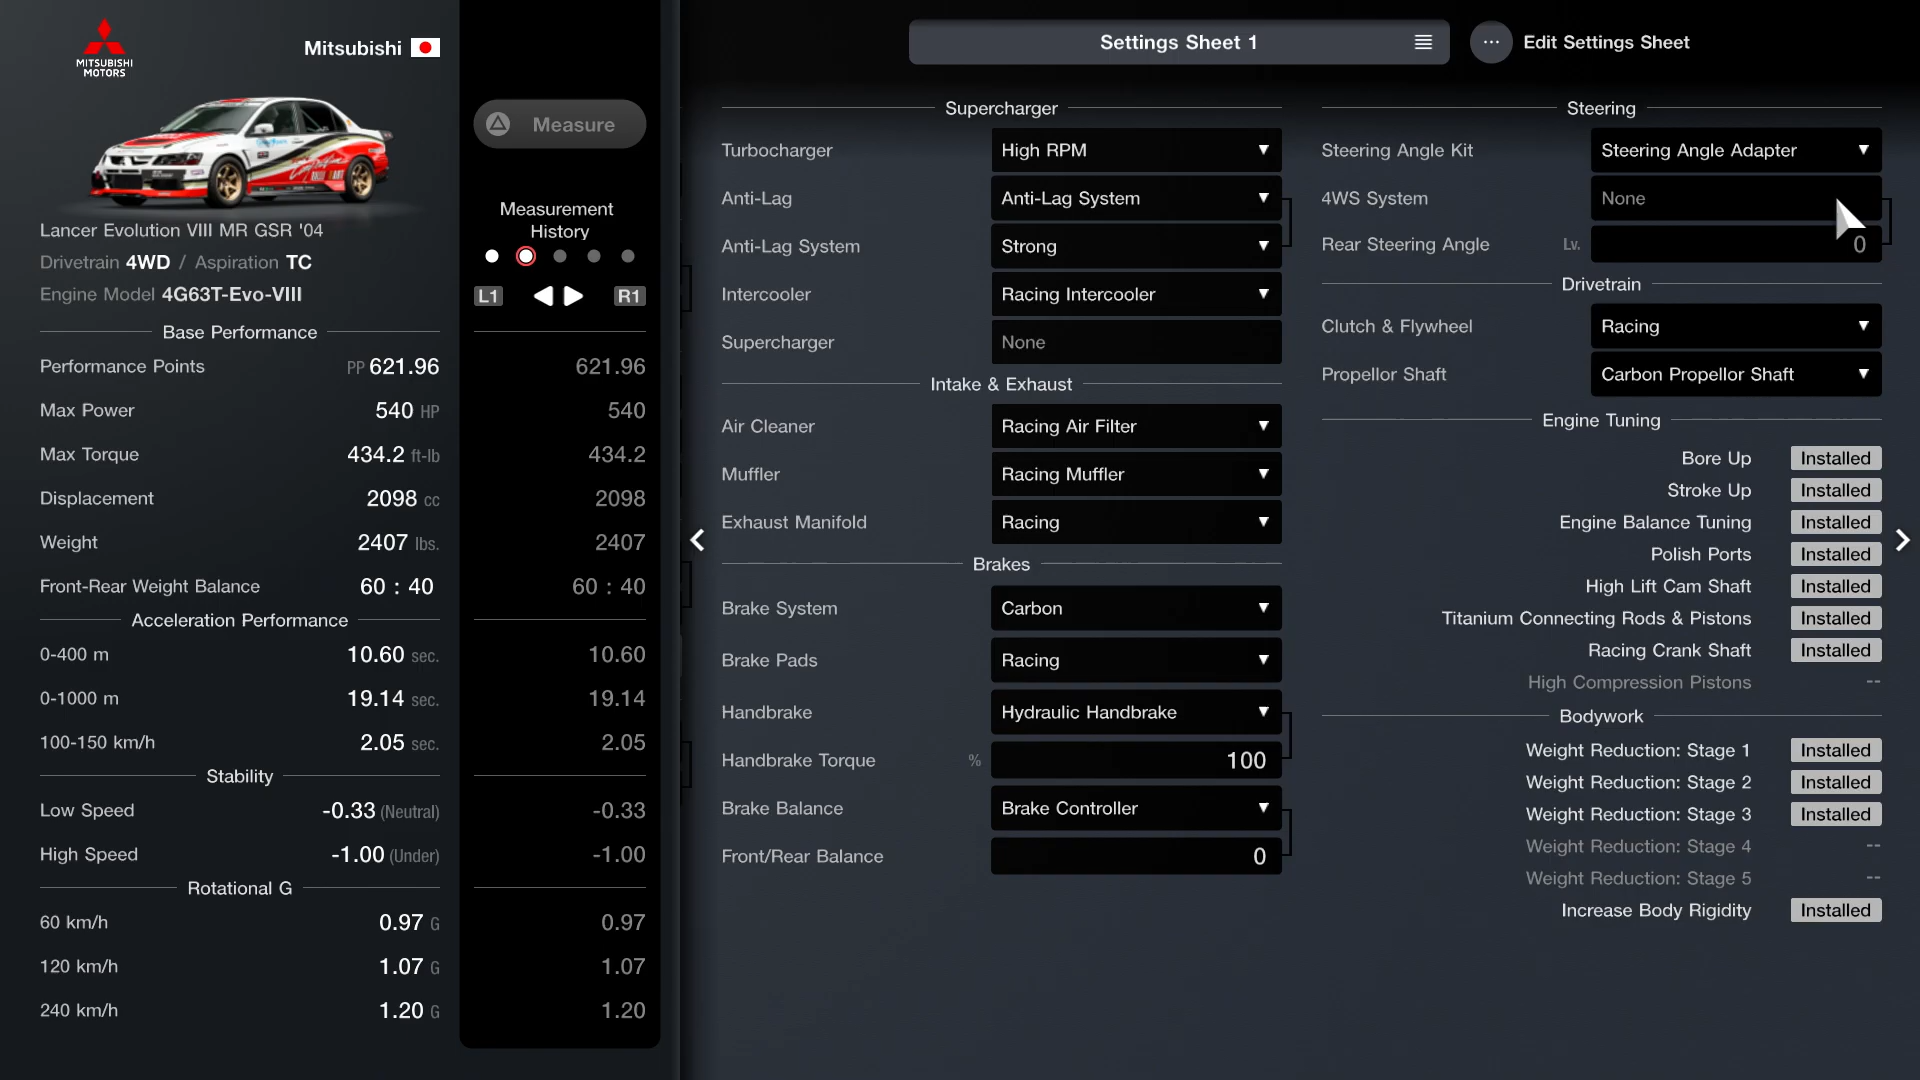 MITSUBISHI
MOTORS
Mitsubishi
Lancer Evolution VIII MR GSR '04
Drivetrain 4WD / Aspiration TC
Engine Model 4G63T-Evo-VIII
Base Performance
Performance Points PP 621.96
Max Power 540 HP
Max Torque 434.2 ft-lb
Displacement 2098 cc
Weight 2407 lbs.
Front-Rear Weight Balance 60 : 40
Acceleration Performance
0-400 m 10.60 sec.
0-1000 m 19.14 sec.
100-150 km/h 2.05 sec.
Stability
Low Speed -0.33 (Neutral)
High Speed -1.00 (Under)
Rotational G
60 km/h 0.97 G
120 km/h 1.07 G
240 km/h 1.20 G
Measure
Measurement
History
L1 R1
621.96
540
434.2
2098
2407
60 : 40
10.60
19.14
2.05
-0.33
-1.00
0.97
1.07
1.20
Settings Sheet 1
Edit Settings Sheet
Supercharger
Turbocharger High RPM
Anti-Lag Anti-Lag System
Anti-Lag System Strong
Intercooler Racing Intercooler
Supercharger None
Intake & Exhaust
Air Cleaner Racing Air Filter
Muffler Racing Muffler
Exhaust Manifold Racing
Brakes
Brake System Carbon
Brake Pads Racing
Handbrake Hydraulic Handbrake
Handbrake Torque % 100
Brake Balance Brake Controller
Front/Rear Balance 0
Steering
Steering Angle Kit Steering Angle Adapter
4WS System None
Rear Steering Angle Lv. 0
Drivetrain
Clutch & Flywheel Racing
Propellor Shaft Carbon Propellor Shaft
Engine Tuning
Bore Up Installed
Stroke Up Installed
Engine Balance Tuning Installed
Polish Ports Installed
High Lift Cam Shaft Installed
Titanium Connecting Rods & Pistons Installed
Racing Crank Shaft Installed
High Compression Pistons --
Bodywork
Weight Reduction: Stage 1 Installed
Weight Reduction: Stage 2 Installed
Weight Reduction: Stage 3 Installed
Weight Reduction: Stage 4 --
Weight Reduction: Stage 5 --
Increase Body Rigidity Installed